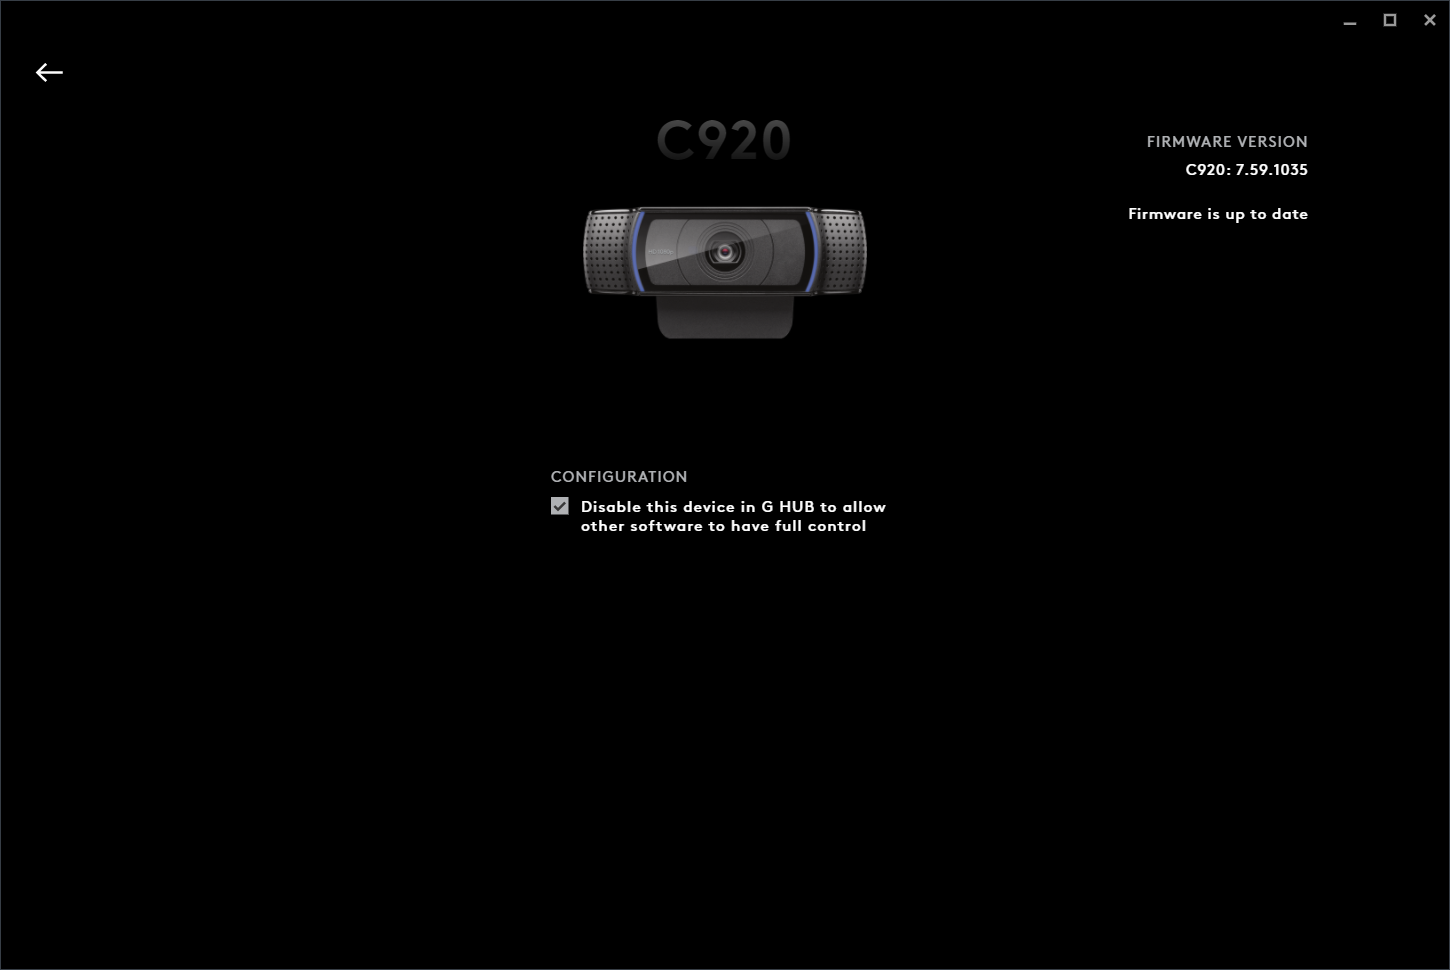 C920
FIRMWARE VERSION
C920: 7.59.1035
Firmware is up to date
CONFIGURATION
Disable this device in G HUB to allow
other software to have full control